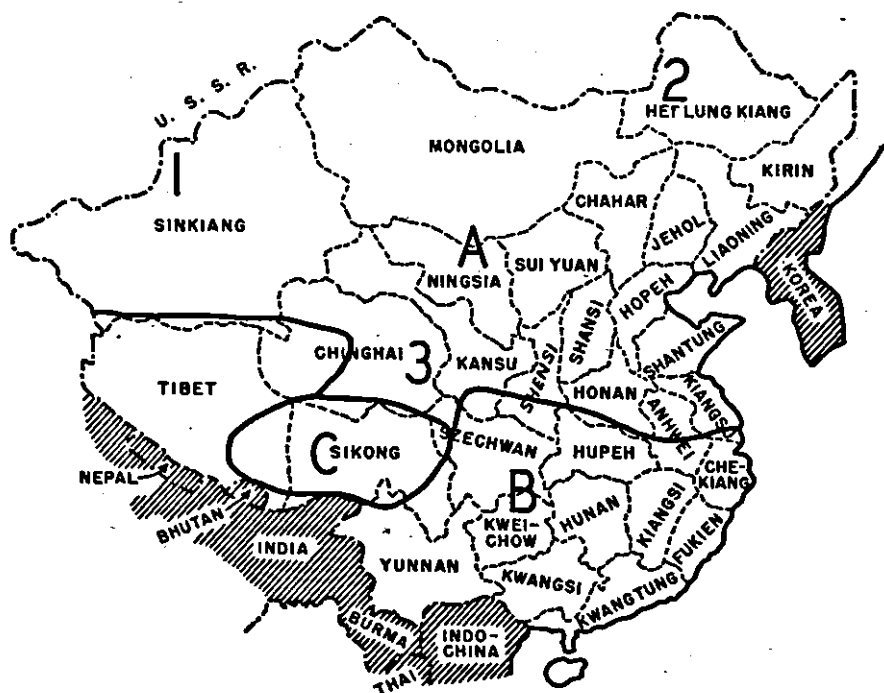 U. S. S. R.
2
HEI LUNG KIANG
MONGOLIA
KIRIN
1
CHAHAR
SINKIANG
JEHOL
LIAONING
A
SUI YUAN
NINGSIA
HOPEH
KOREA
SHANSI
CHINGHAI
3
KANSU
SHENSI
SHANTUNG
TIBET
HONAN
KIANGSU
ANHWEI
SZECHWAN
C
SIKONG
HUPEH
CHE-
KIANG
NEPAL
B
BHUTAN
KWEI-
CHOW
HUNAN
KIANGSI
FUKIEN
INDIA
YUNNAN
KWANGSI
KWANGTUNG
BURMA
INDO-
CHINA
THAI